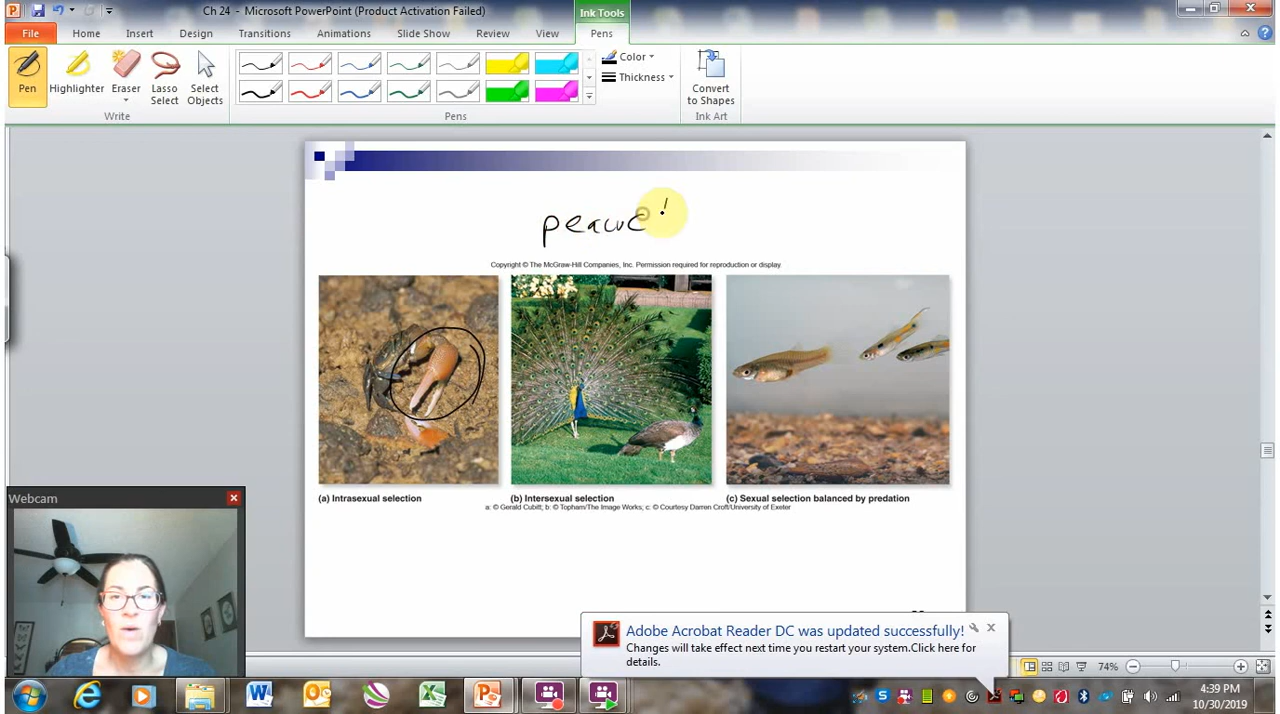 Ch 24 - Microsoft PowerPoint (Product Activation Failed)
Ink Tools
File Home Insert Design Transitions Animations Slide Show Review View Pens
Pen Highlighter Eraser Lasso Select Select Objects
Color
Thickness
Convert to Shapes
Write Pens Ink Art
Copyright © The McGraw-Hill Companies, Inc. Permission required for reproduction or display.
(a) Intrasexual selection (b) Intersexual selection (c) Sexual selection balanced by predation
a: © Gerald Cubitt; b: © Topham/The Image Works, c: © Courtesy Darren Croft/University of Exeter
Webcam
Adobe Acrobat Reader DC was updated successfully!
Changes will take effect next time you restart your system.Click here for
details.
74%
4:39 PM
10/30/2019